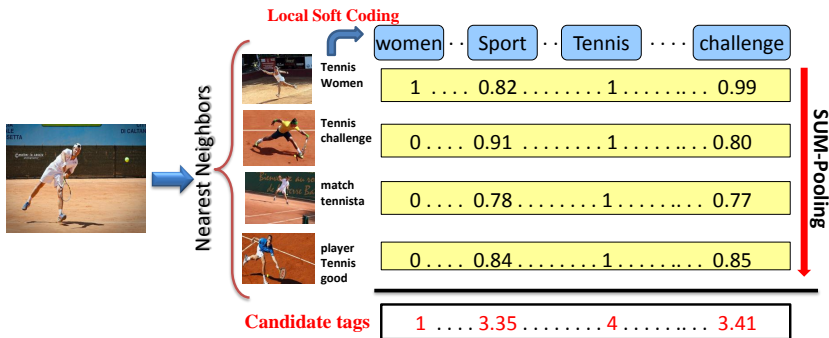 Local Soft Coding
women . . Sport . . Tennis . . . . challenge
Nearest Neighbors
Tennis
Women
1 . . . . 0.82 . . . . . . . . 1 . . . . . .. . . . 0.99
Tennis
challenge
0 . . . . 0.91 . . . . . . . . 1 . . . . . .. . . . 0.80
match
tennista
0 . . . . 0.78 . . . . . . . . 1 . . . . . .. . . . 0.77
player
Tennis
good
0 . . . . 0.84 . . . . . . . . 1 . . . . . .. . . . 0.85
SUM-Pooling
Candidate tags
1 . . . . 3.35 . . . . . . . . 4 . . . . . .. . . . 3.41